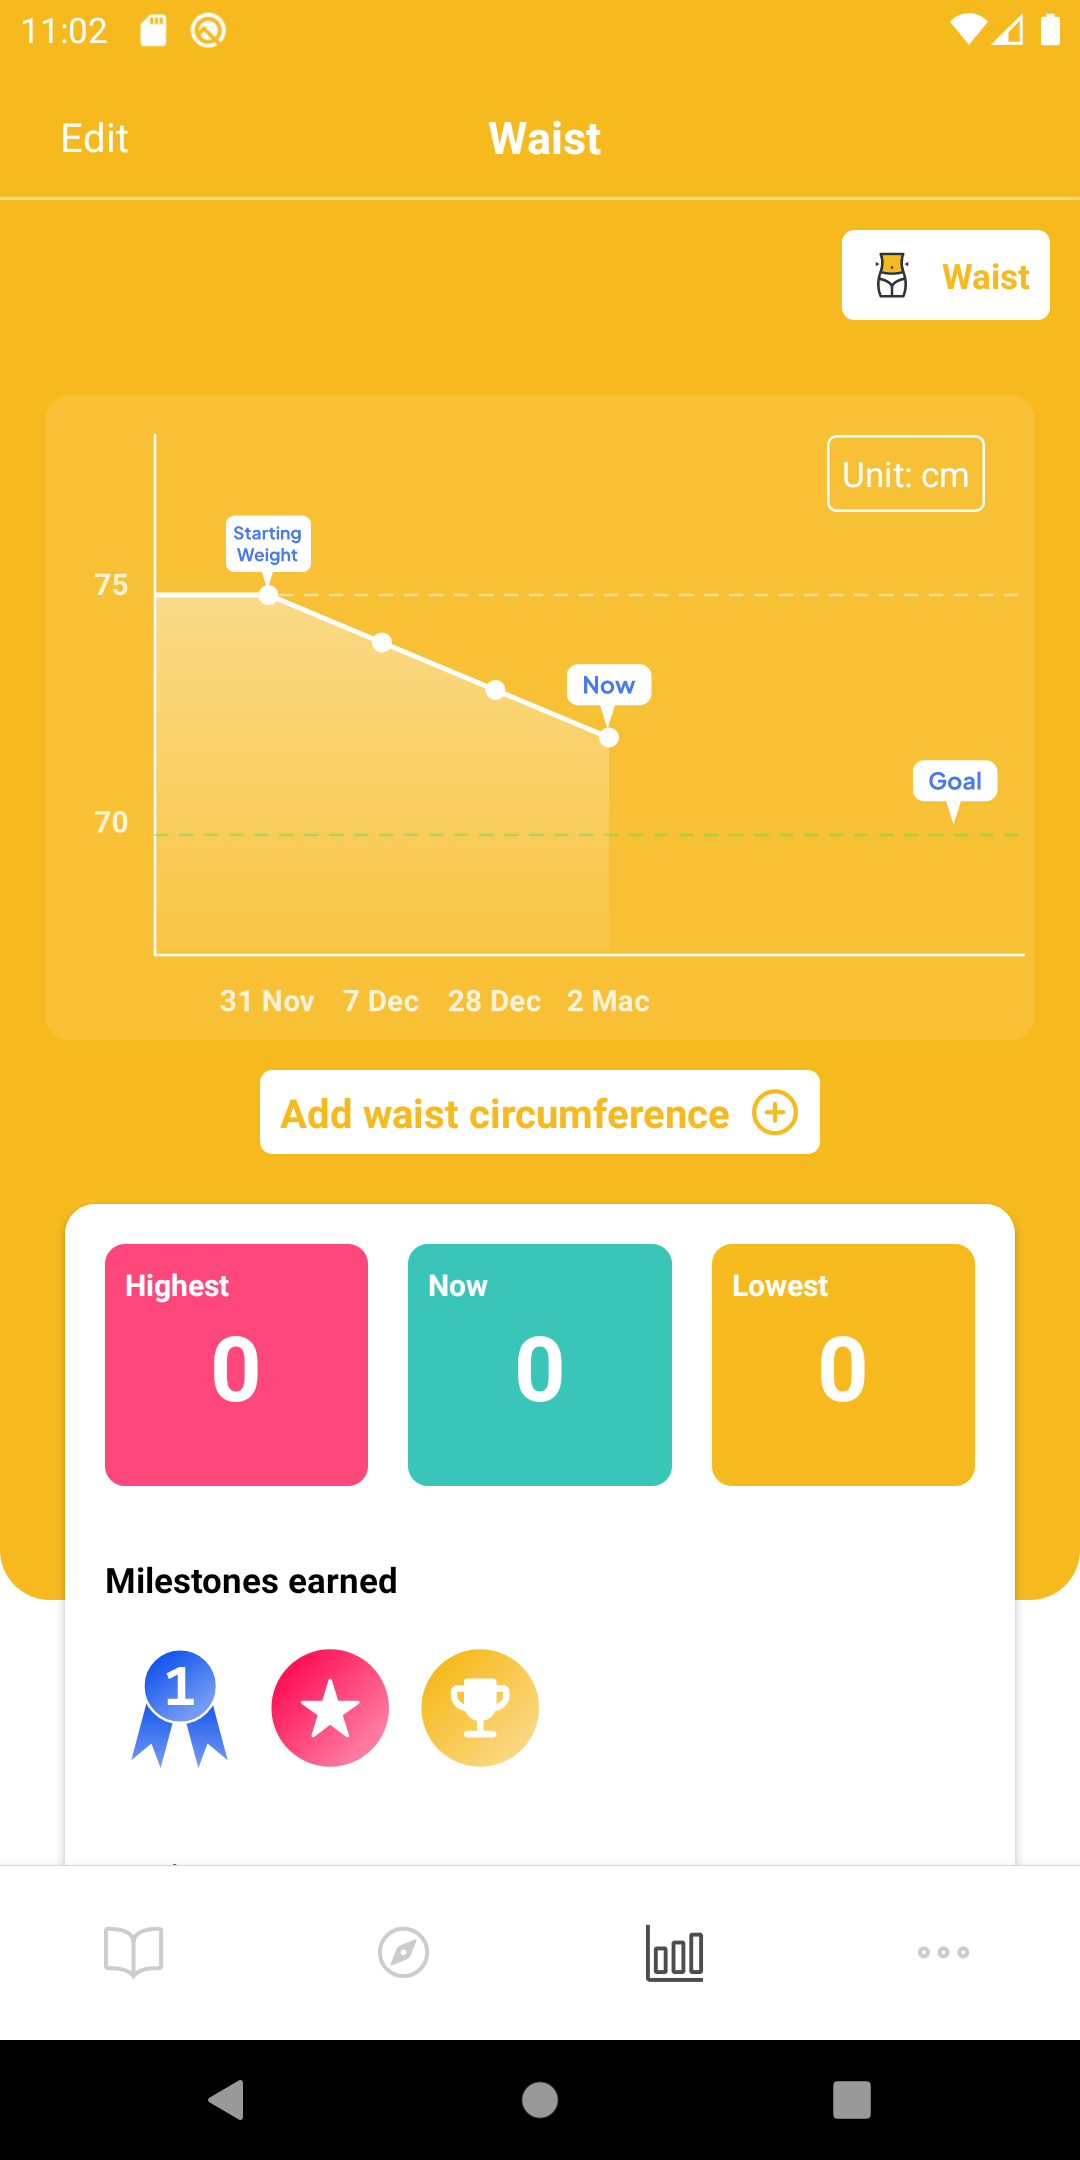 11:02
Edit
Waist
Waist
Unit: cm
Starting
Weight
75
Now
Goal
70
31 Nov 7 Dec 28 Dec 2 Mac
Add waist circumference
Highest
Now
Lowest
0
0
0
Milestones earned
1